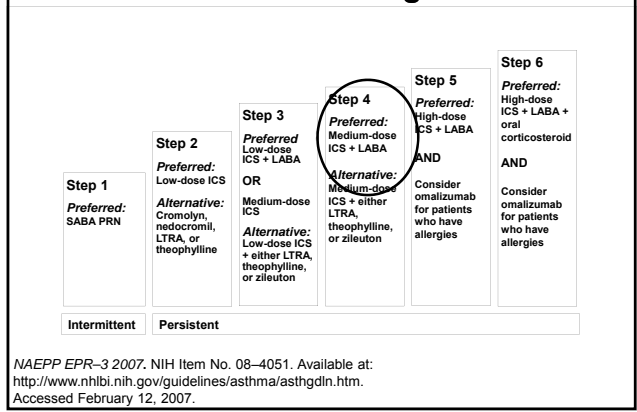 Step 1
Preferred:
SABA PRN
Step 2
Preferred:
Low-dose ICS
Alternative:
Cromolyn,
nedocromil,
LTRA, or
theophylline
Step 3
Preferred
Low-dose
ICS + LABA
OR
Medium-dose
ICS
Alternative:
Low-dose ICS
+ either LTRA,
theophylline,
or zileuton
Step 4
Preferred:
Medium-dose
ICS + LABA
Alternative:
Medium-dose
ICS + either
LTRA,
theophylline,
or zileuton
Step 5
Preferred:
High-dose
ICS + LABA
AND
Consider
omalizumab
for patients
who have
allergies
Step 6
Preferred:
High-dose
ICS + LABA +
oral
corticosteroid
AND
Consider
omalizumab
for patients
who have
allergies
Intermittent
Persistent
NAEPP EPR–3 2007. NIH Item No. 08–4051. Available at:
http://www.nhlbi.nih.gov/guidelines/asthma/asthgdln.htm.
Accessed February 12, 2007.